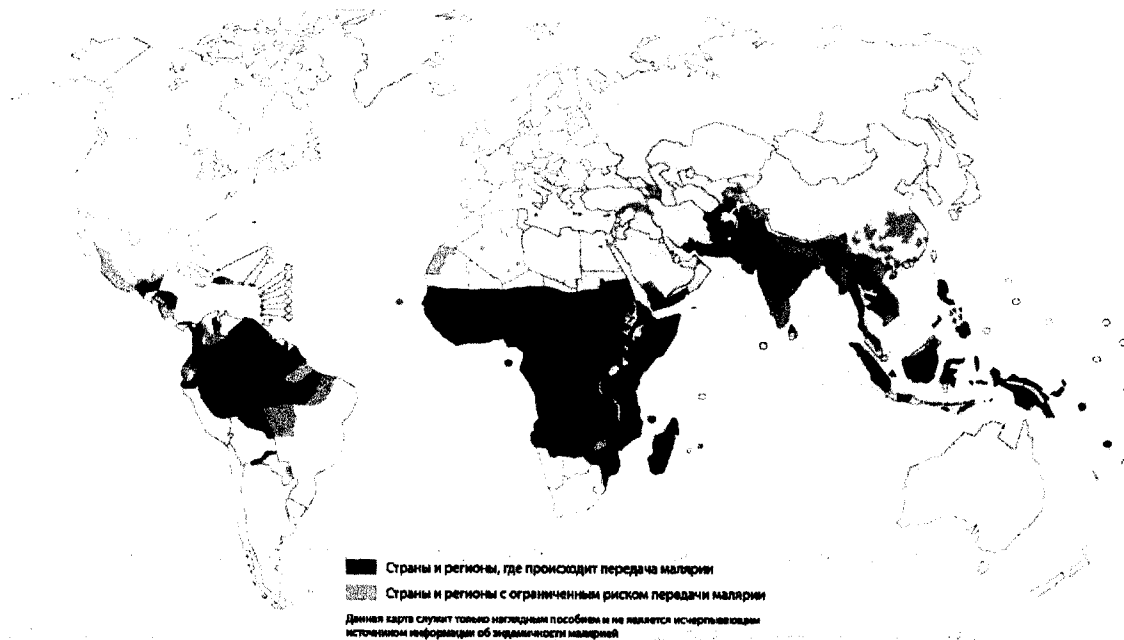 Страны и регионы, где происходит передача малярии
Страны и регионы с ограниченным риском передачи малярии
Данная карта служит только наглядным пособием и не является исчерпывающим
источником информации об эндемичности малярией